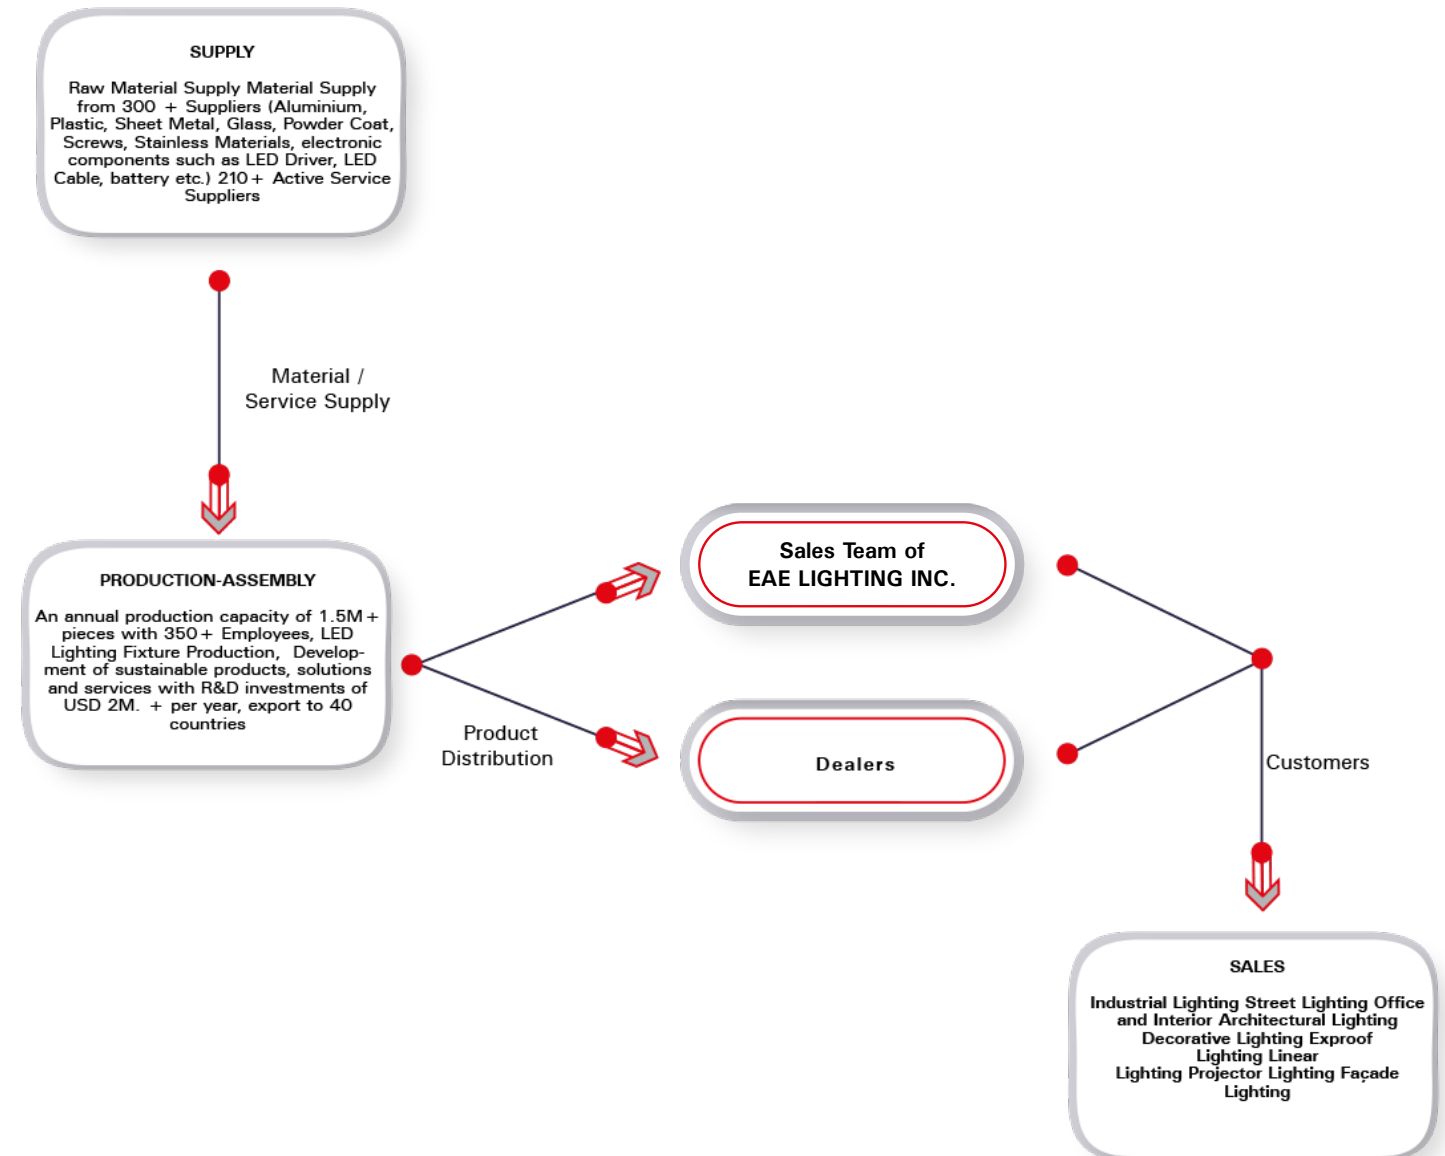 SUPPLY
Raw Material Supply Material Supply
from 300 + Suppliers (Aluminium,
Plastic, Sheet Metal, Glass, Powder Coat,
Screws, Stainless Materials, electronic
components such as LED Driver, LED
Cable, battery etc.) 210+ Active Service
Suppliers
Material /
Service Supply
PRODUCTION-ASSEMBLY
An annual production capacity of 1.5M+
pieces with 350+ Employees, LED
Lighting Fixture Production, Develop-
ment of sustainable products, solutions
and services with R&D investments of
USD 2M. + per year, export to 40
countries
Product
Distribution
Sales Team of
EAE LIGHTING INC.
Dealers
Customers
SALES
Industrial Lighting Street Lighting Office
and Interior Architectural Lighting
Decorative Lighting Exproof
Lighting Linear
Lighting Projector Lighting Façade
Lighting